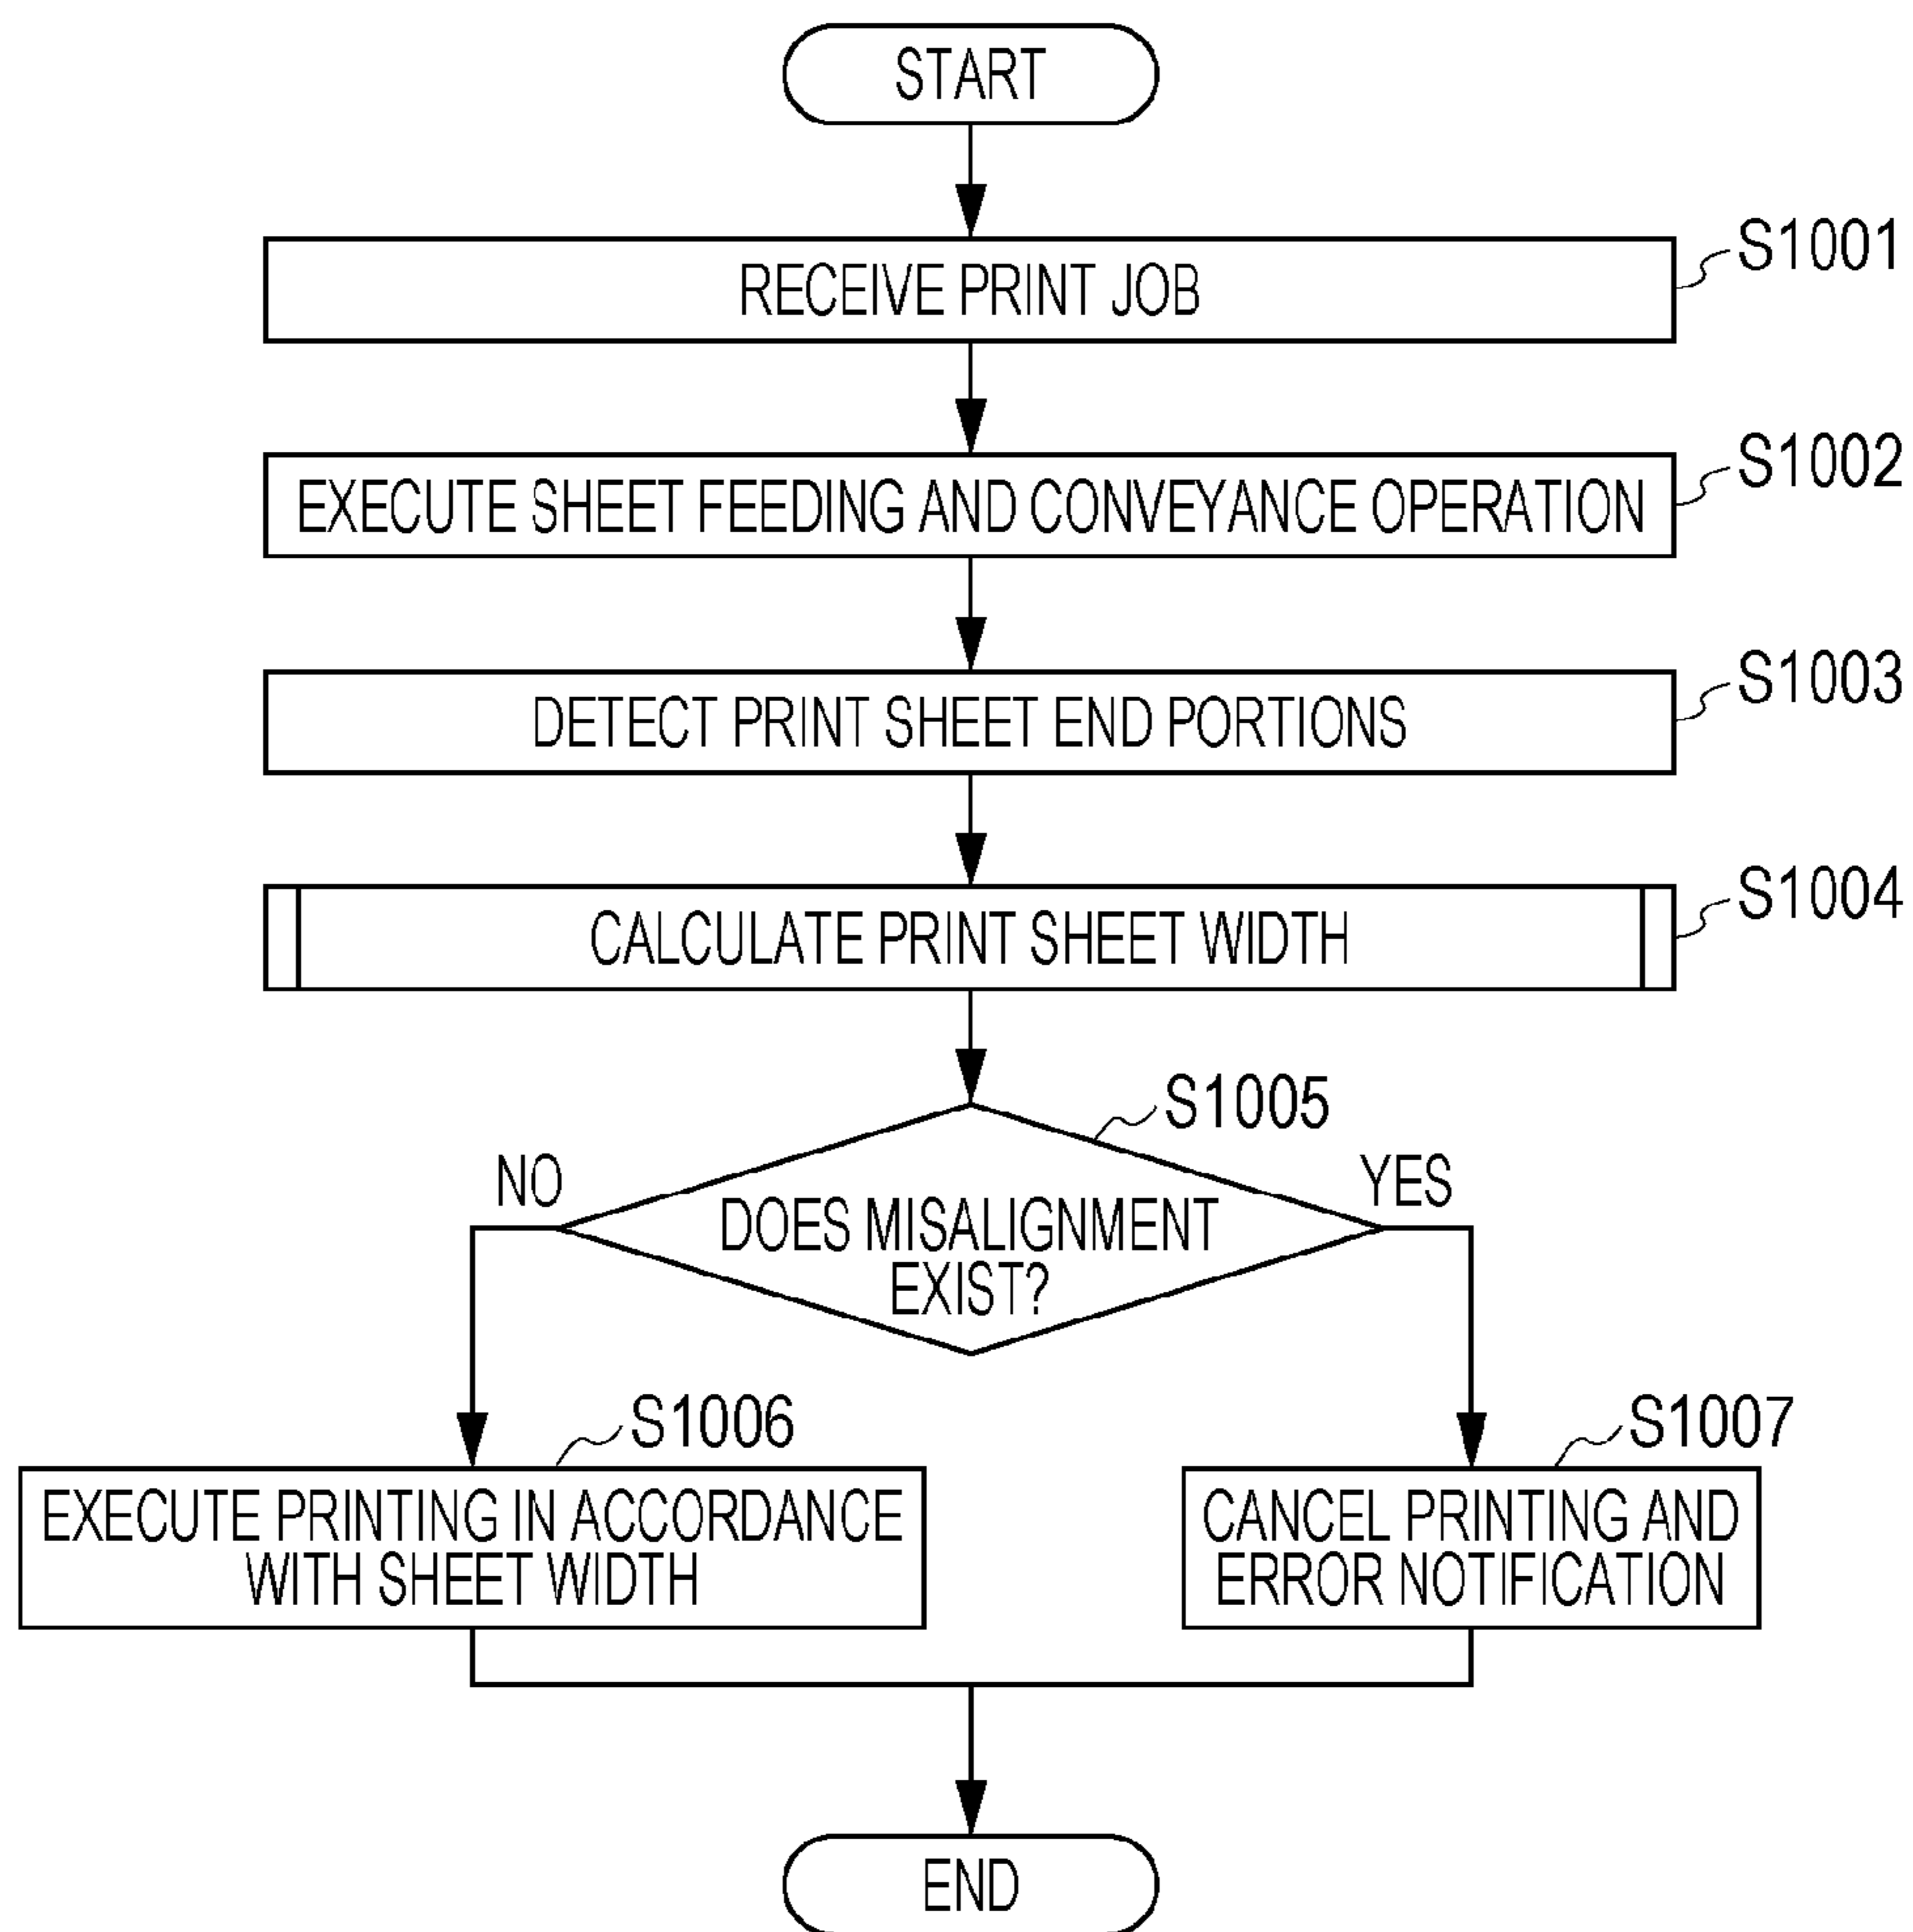 START
RECEIVE PRINT JOB
S1001
EXECUTE SHEET FEEDING AND CONVEYANCE OPERATION
S1002
DETECT PRINT SHEET END PORTIONS
S1003
CALCULATE PRINT SHEET WIDTH
S1004
S1005
NO
YES
DOES MISALIGNMENT
EXIST?
S1006
EXECUTE PRINTING IN ACCORDANCE
WITH SHEET WIDTH
S1007
CANCEL PRINTING AND
ERROR NOTIFICATION
END